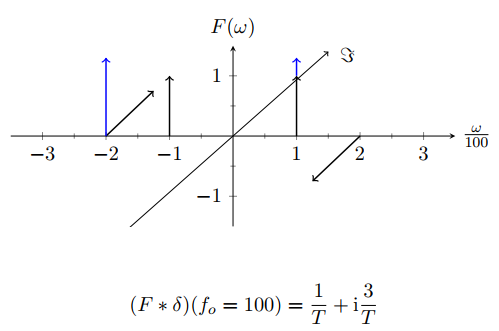 F(ω)
ℑ
1
−3 −2 −1 1 2 3 ω/100
−1
(F ∗ δ)(f_o = 100) = 1/T + i 3/T